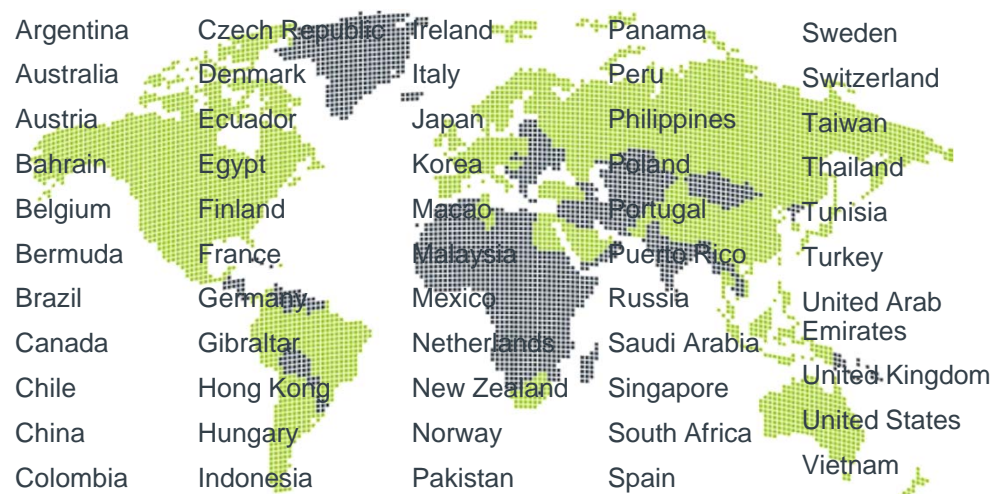 Argentina
Australia
Austria
Bahrain
Belgium
Bermuda
Brazil
Canada
Chile
China
Colombia
Czech Republic
Denmark
Ecuador
Egypt
Finland
France
Germany
Gibraltar
Hong Kong
Hungary
Indonesia
Ireland
Italy
Japan
Korea
Macao
Malaysia
Mexico
Netherlands
New Zealand
Norway
Pakistan
Panama
Peru
Philippines
Poland
Portugal
Puerto Rico
Russia
Saudi Arabia
Singapore
South Africa
Spain
Sweden
Switzerland
Taiwan
Thailand
Tunisia
Turkey
United Arab
Emirates
United Kingdom
United States
Vietnam